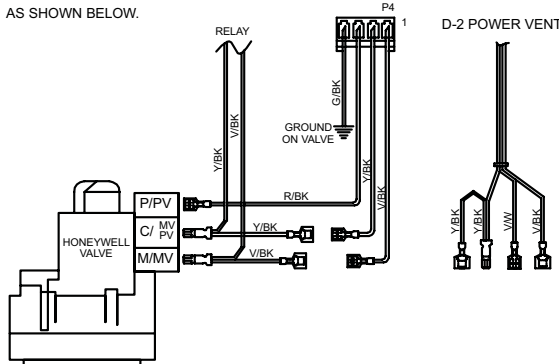 AS SHOWN BELOW.
RELAY
P4
1
D-2 POWER VENT
G/BK
GROUND
ON VALVE
Y/BK
V/BK
Y/BK
V/BK
R/BK
P/PV
C/ MV
PV
Y/BK
M/MV
V/BK
HONEYWELL
VALVE
Y/BK
Y/BK
V/W
Y/BK